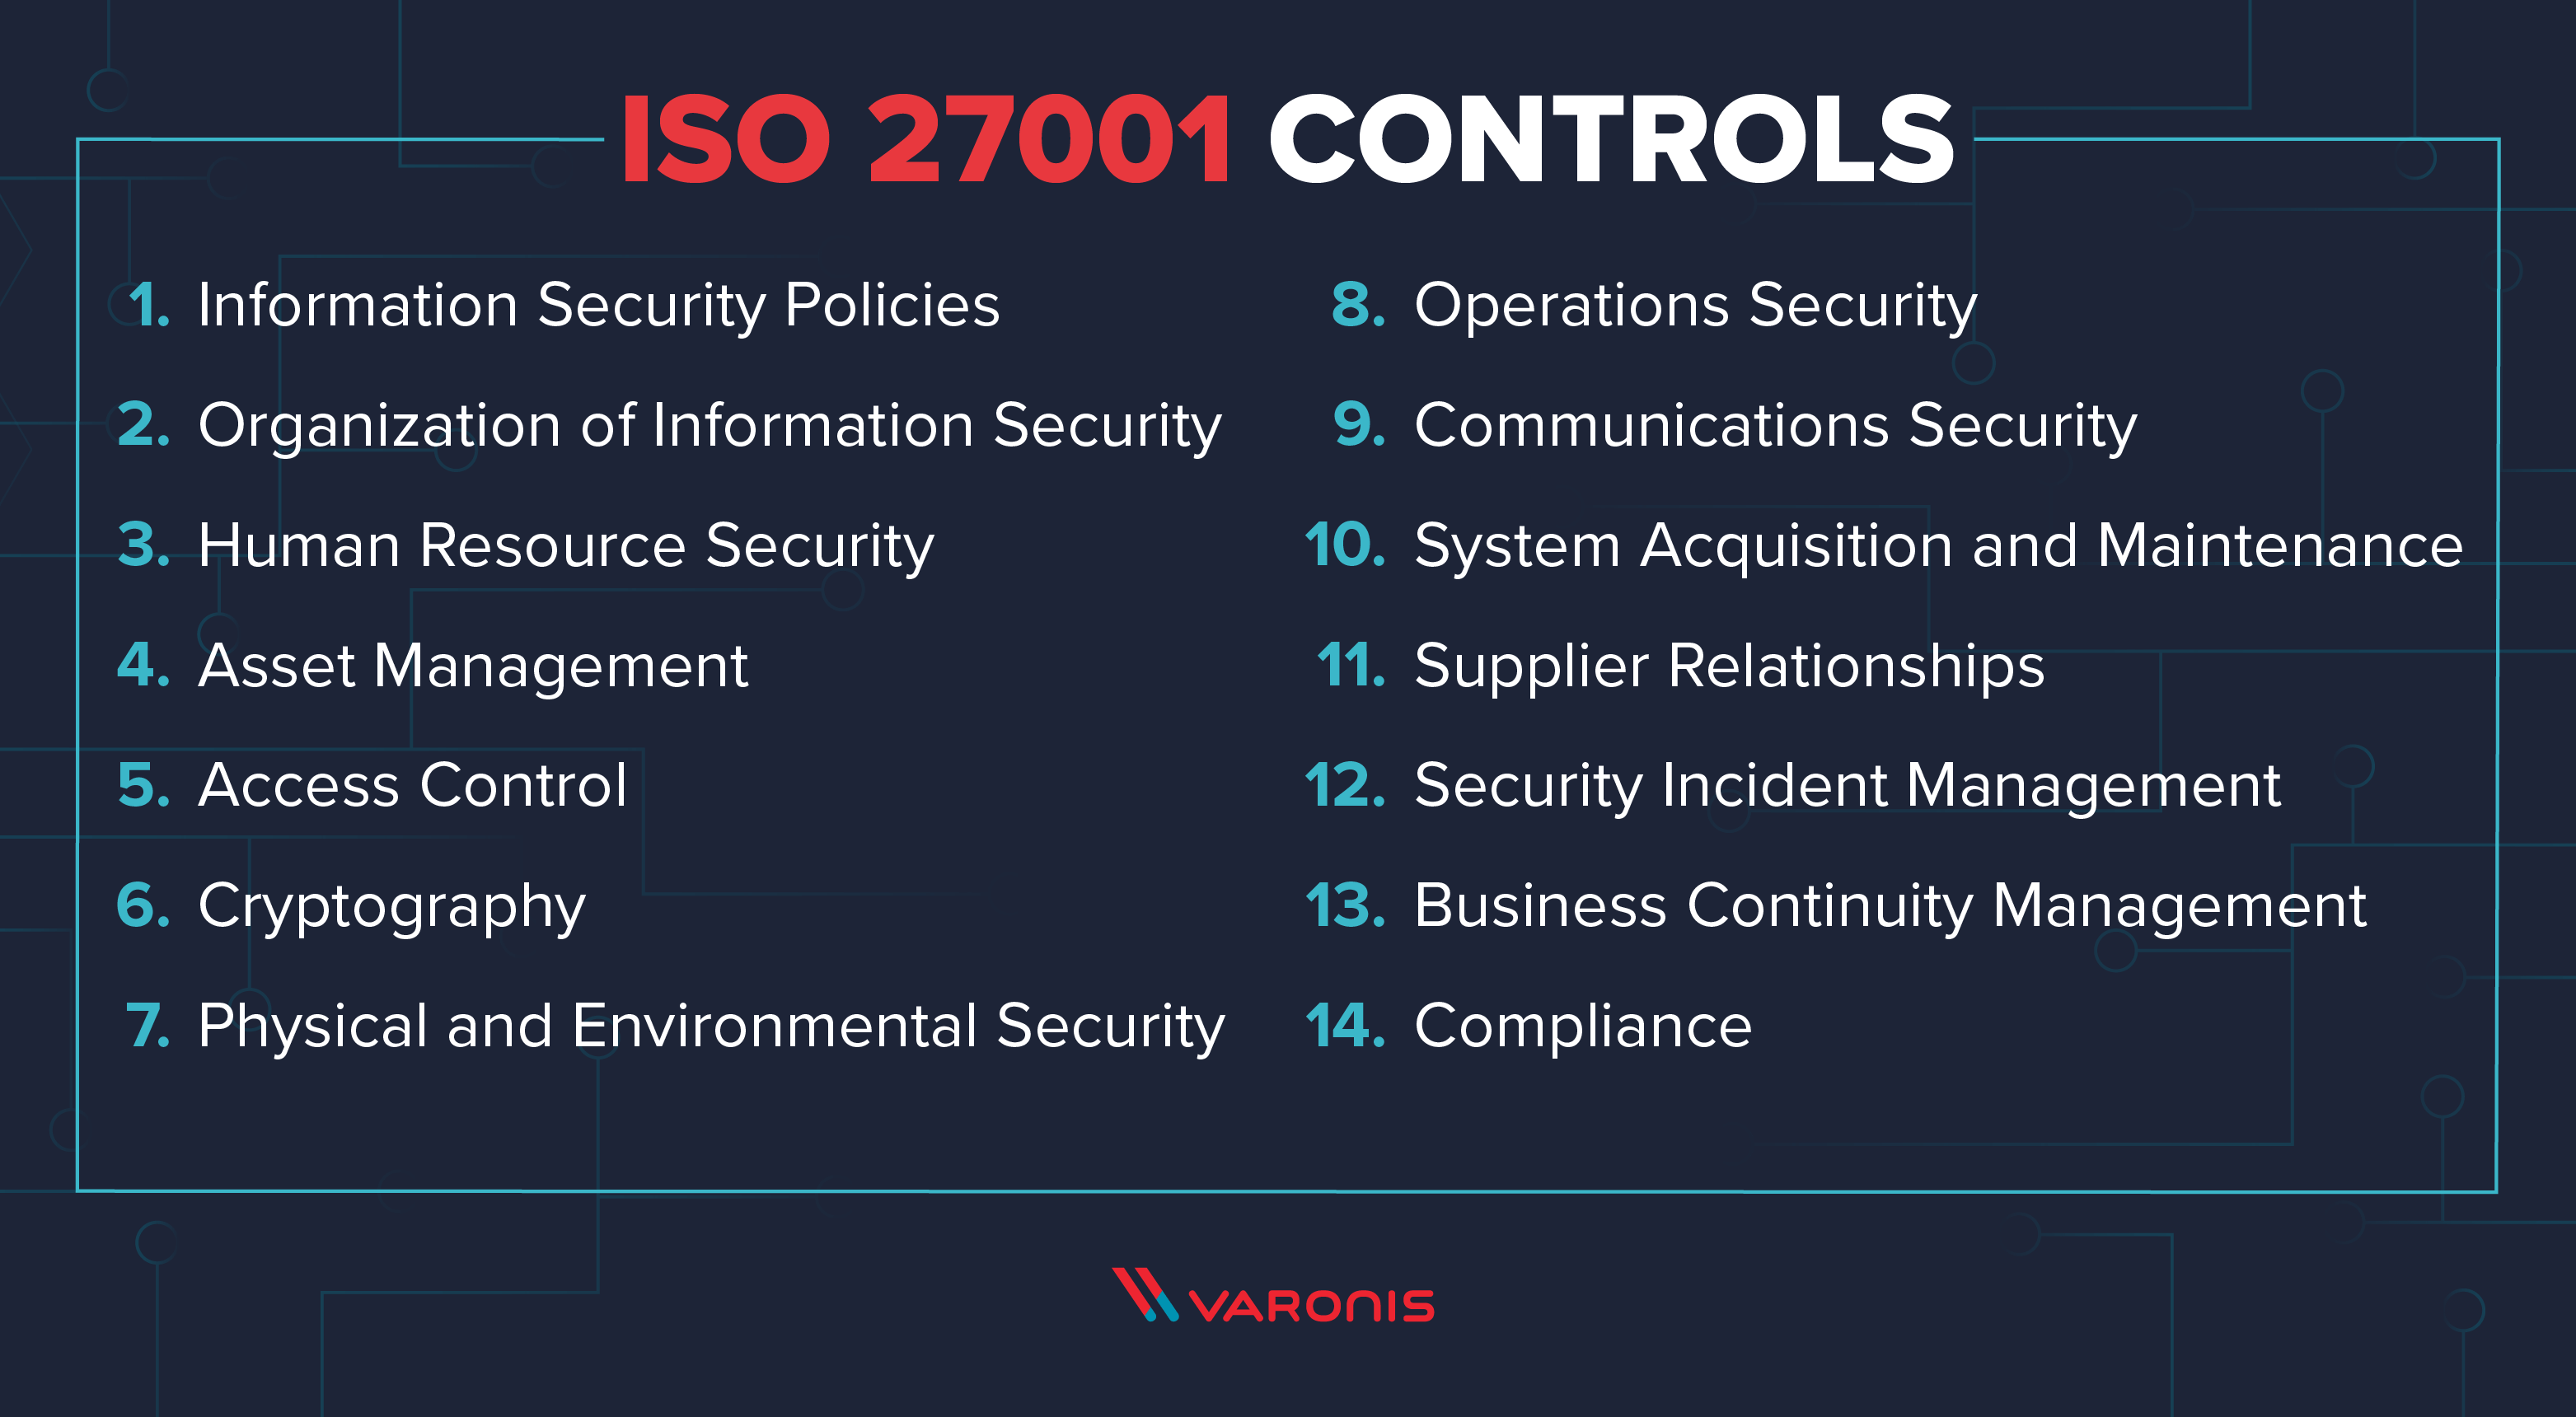 ISO 27001 CONTROLS
1. Information Security Policies
2. Organization of Information Security
3. Human Resource Security
4. Asset Management
5. Access Control
6. Cryptography
7. Physical and Environmental Security
8. Operations Security
9. Communications Security
10. System Acquisition and Maintenance
11. Supplier Relationships
12. Security Incident Management
13. Business Continuity Management
14. Compliance
VARONIS